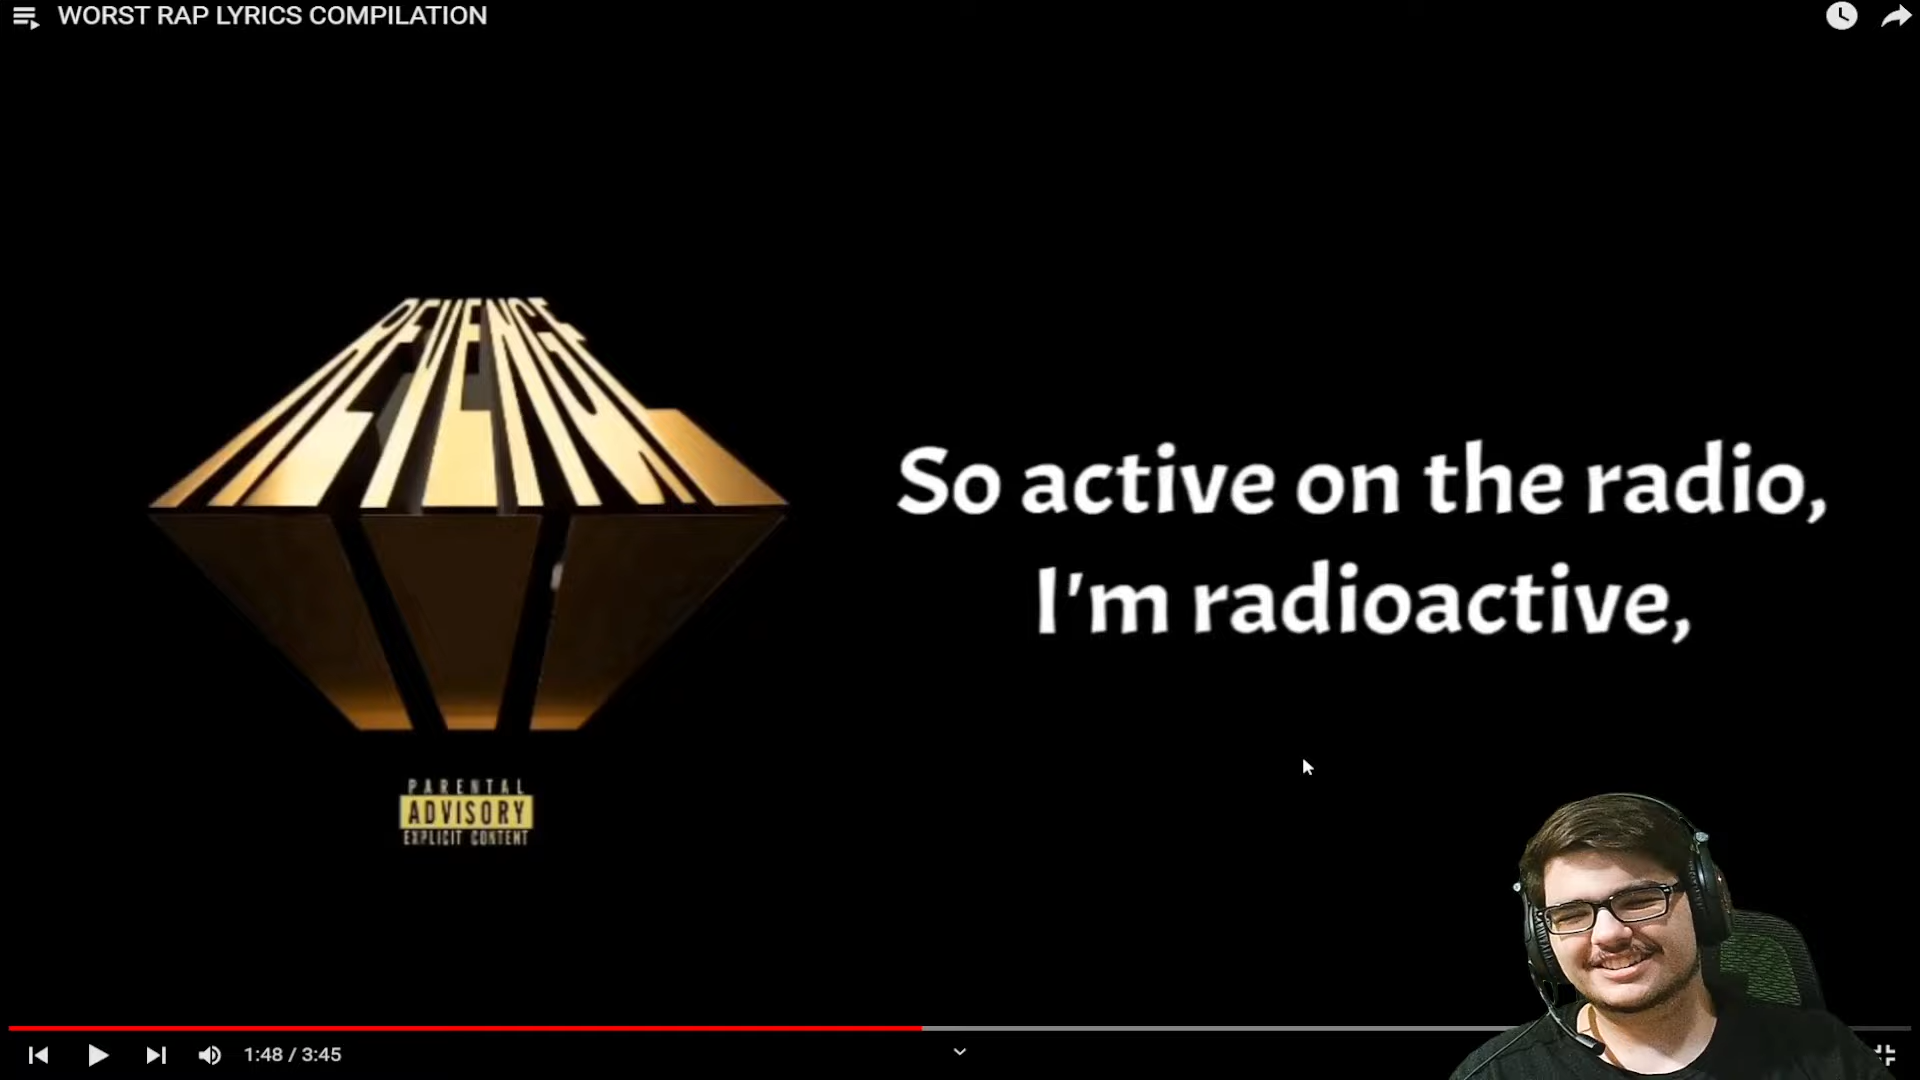 WORST RAP LYRICS COMPILATION
REVENGE
So active on the radio,
I'm radioactive,
PARENTAL
ADVISORY
EXPLICIT CONTENT
1:48 / 3:45